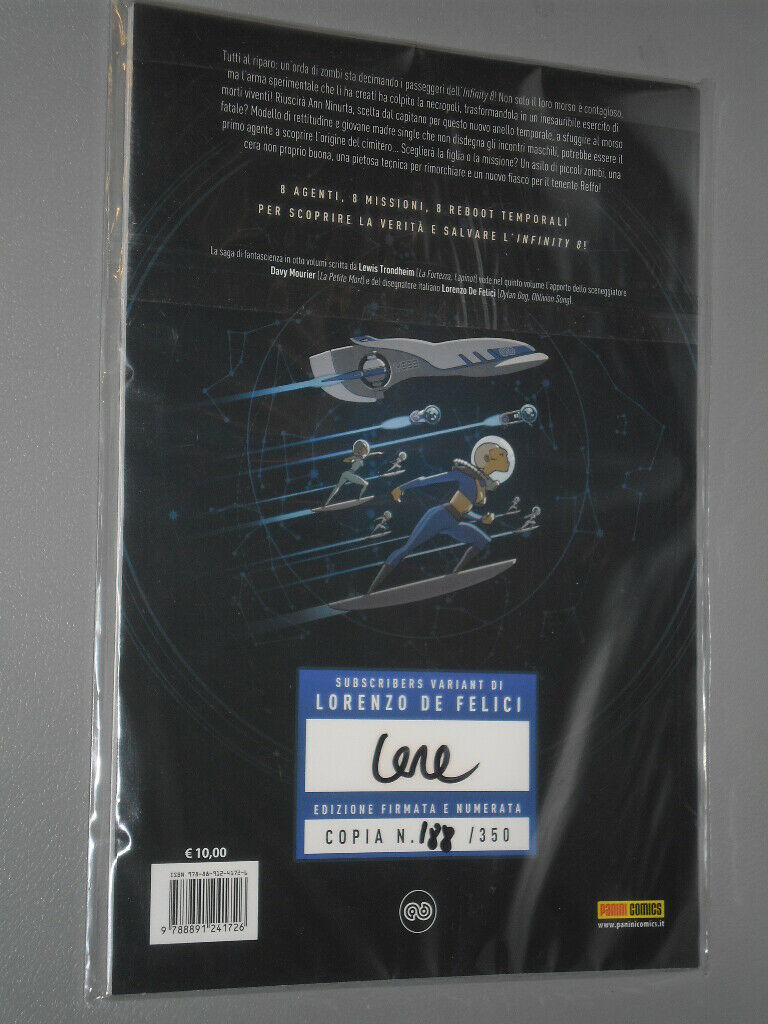 Tutti al riparo: un'orda di zombi sta decimando i passeggeri dell'Infinity 8! Non solo il loro morso è contagioso,
ma l'arma sperimentale che li ha creati ha colpito la necropoli, trasformandola in un inesauribile esercito di
morti viventi! Riuscirà Ann Ninurta, scelta dal capitano per questo nuovo anello temporale, a sfuggire al morso
fatale? Modello di rettitudine e giovane madre single che non disdegna gli incontri maschili, potrebbe essere il
primo agente a scoprire l'origine del cimitero... Sceglierà la figlia o la missione? Un asilo di piccoli zombi, una
cera non proprio buona, una pietosa tecnica per rimorchiare e un nuovo fiasco per il tenente Reffo!
8 AGENTI, 8 MISSIONI, 8 REBOOT TEMPORALI
PER SCOPRIRE LA VERITÀ E SALVARE L'INFINITY 8!
La saga di fantascienza in otto volumi scritta da Lewis Trondheim (La Fortezza, Lapinot) vede nel quinto volume l'apporto dello sceneggiatore
Davy Mourier (La Petite Mort) e del disegnatore italiano Lorenzo De Felici (Dylan Dog, Oblivion Song).
SUBSCRIBERS VARIANT DI
LORENZO DE FELICI
EDIZIONE FIRMATA E NUMERATA
COPIA N. 188 /350
€ 10,00
ISBN 978-88-912-4172-6
9 788891 241726
PANINI COMICS
www.paninicomics.it